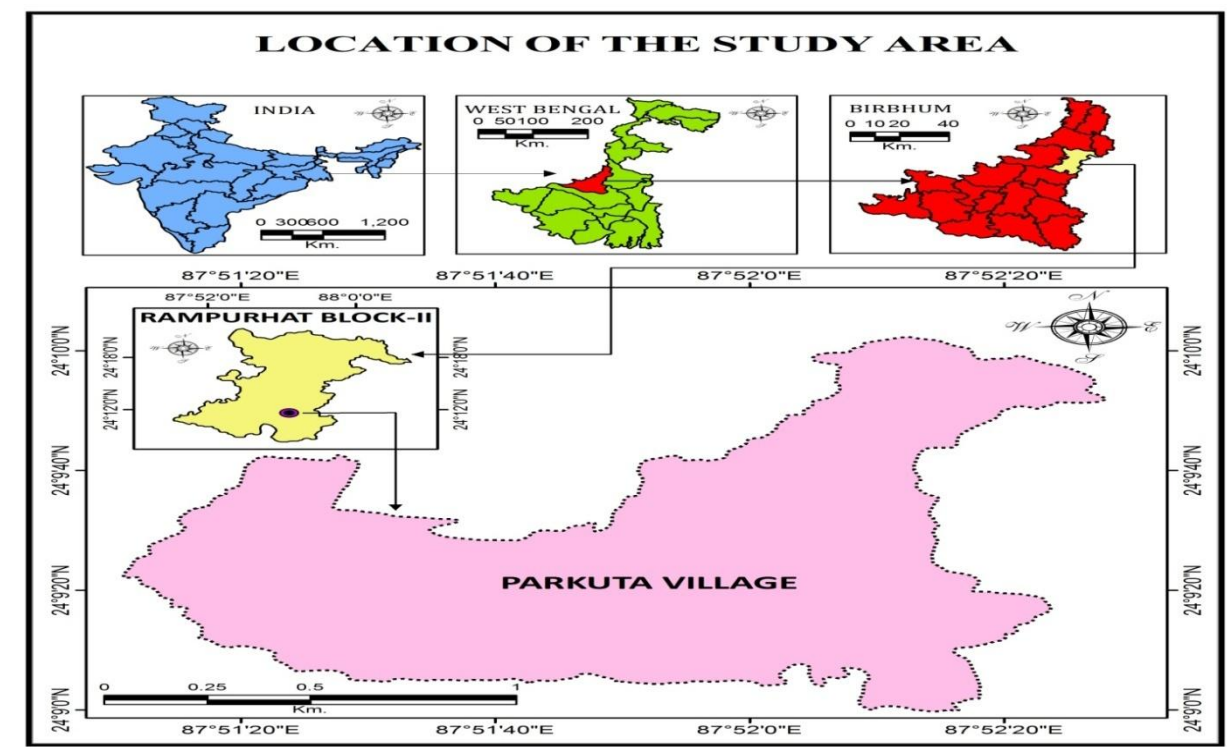 LOCATION OF THE STUDY AREA
INDIA
0 300600 1,200
Km.
WEST BENGAL
0 50100 200
Km.
BIRBHUM
0 10 20 40
Km.
87°51'20"E 87°51'40"E 87°52'0"E 87°52'20"E
87°52'0"E 88°0'0"E
RAMPURHAT BLOCK-II
24°18'0"N 24°18'0"N
24°12'0"N 24°12'0"N
N
W E
S
24°10'0"N 24°10'0"N
24°9'40"N 24°9'40"N
24°9'20"N 24°9'20"N
24°9'0"N 24°9'0"N
PARKUTA VILLAGE
0 0.25 0.5 1
Km.
87°51'20"E 87°51'40"E 87°52'0"E 87°52'20"E